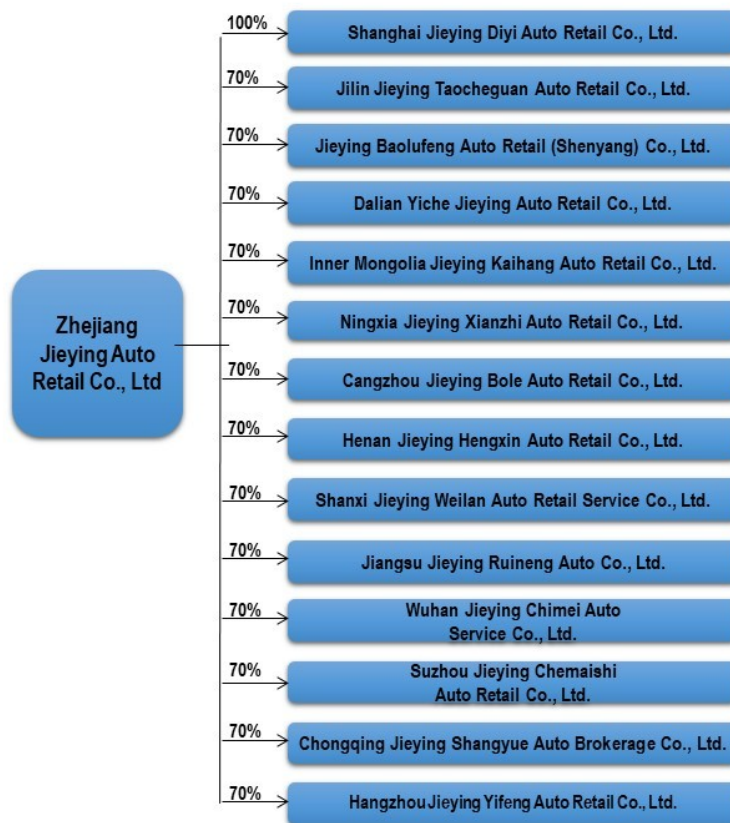 100%
Shanghai Jieying Diyi Auto Retail Co., Ltd.
70%
Jilin Jieying Taocheguan Auto Retail Co., Ltd.
70%
Jieying Baolufeng Auto Retail (Shenyang) Co., Ltd.
70%
Dalian Yiche Jieying Auto Retail Co., Ltd.
70%
Inner Mongolia Jieying Kaihang Auto Retail Co., Ltd.
Zhejiang
Jieying Auto
Retail Co., Ltd
70%
Ningxia Jieying Xianzhi Auto Retail Co., Ltd.
70%
Cangzhou Jieying Bole Auto Retail Co., Ltd.
70%
Henan Jieying Hengxin Auto Retail Co., Ltd.
70%
Shanxi Jieying Weilan Auto Retail Service Co., Ltd.
70%
Jiangsu Jieying Ruineng Auto Co., Ltd.
70%
Wuhan Jieying Chimei Auto
Service Co., Ltd.
70%
Suzhou Jieying Chemaishi
Auto Retail Co., Ltd.
70%
Chongqing Jieying Shangyue Auto Brokerage Co., Ltd.
70%
Hangzhou Jieying Yifeng Auto Retail Co., Ltd.